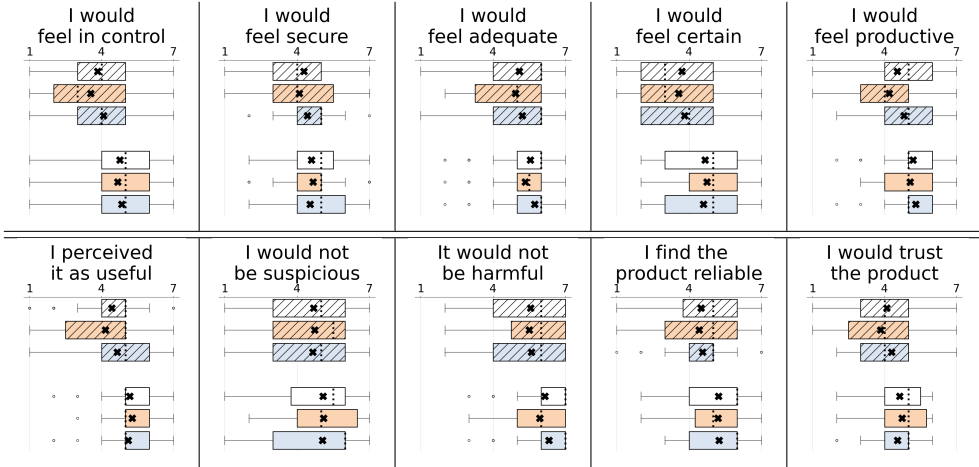 I would
feel in control
1 4 7
I would
feel secure
1 4 7
I would
feel adequate
1 4 7
I would
feel certain
1 4 7
I would
feel productive
1 4 7
I perceived
it as useful
1 4 7
I would not
be suspicious
1 4 7
It would not
be harmful
1 4 7
I find the
product reliable
1 4 7
I would trust
the product
1 4 7